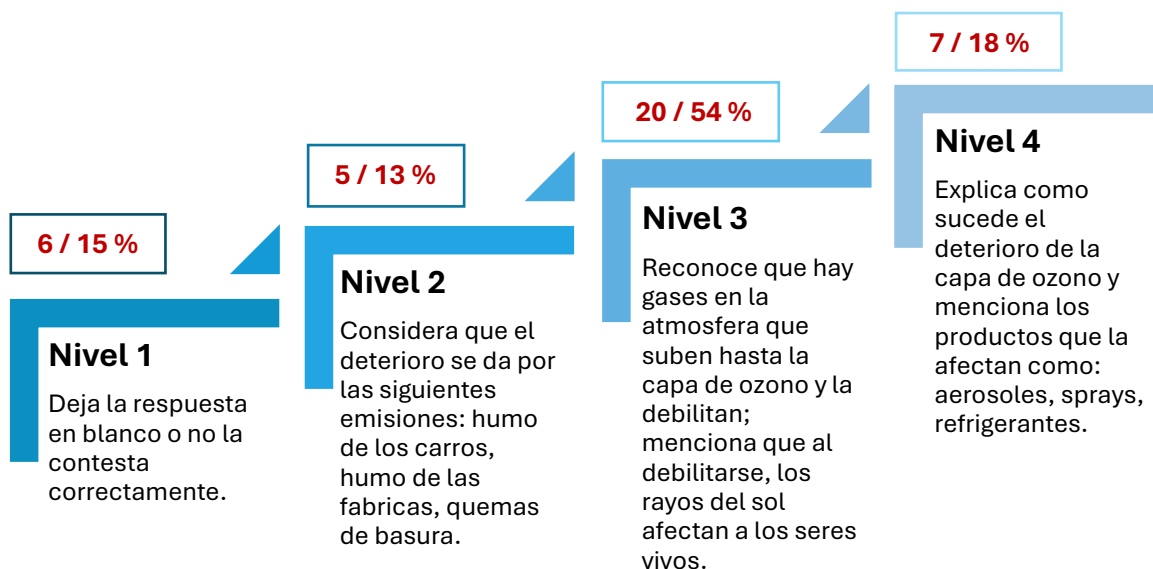 6 / 15 %
Nivel 1
Deja la respuesta
en blanco o no la
contesta
correctamente.
5 / 13 %
Nivel 2
Considera que el
deterioro se da por
las siguientes
emisiones: humo
de los carros,
humo de las
fabricas, quemas
de basura.
20 / 54 %
Nivel 3
Reconoce que hay
gases en la
atmosfera que
suben hasta la
capa de ozono y la
debilitan;
menciona que al
debilitarse, los
rayos del sol
afectan a los seres
vivos.
7 / 18 %
Nivel 4
Explica como
sucede el
deterioro de la
capa de ozono y
menciona los
productos que la
afectan como:
aerosoles, sprays,
refrigerantes.